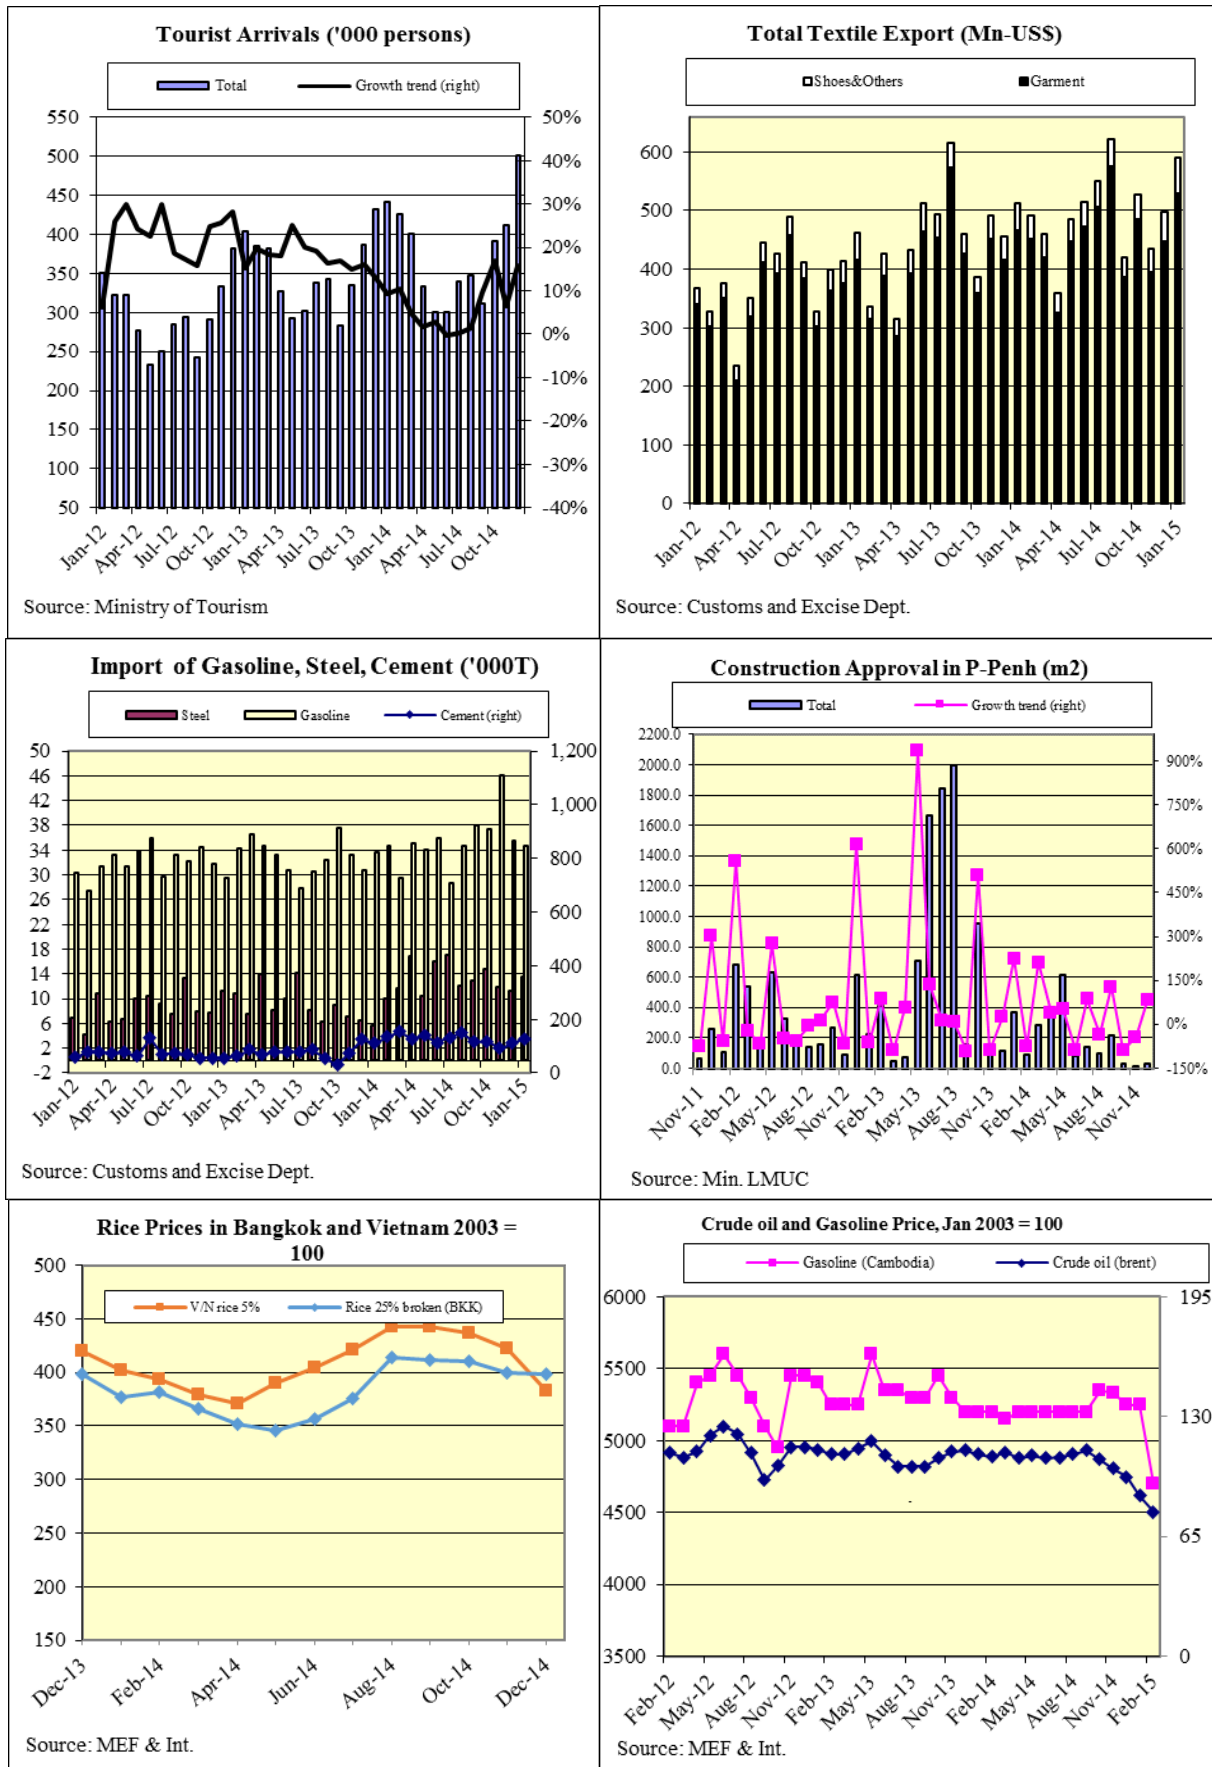 Tourist Arrivals ('000 persons)
Total Growth trend (right)
550 50%
500 40%
450 30%
400 20%
350 10%
300 0%
250 -10%
200 -20%
150 -30%
100 -40%
50
Jan-12 Apr-12 Jul-12 Oct-12 Jan-13 Apr-13 Jul-13 Oct-13 Jan-14 Apr-14 Jul-14 Oct-14
Source: Ministry of Tourism
Total Textile Export (Mn-US$)
Shoes&Others Garment
600
500
400
300
200
100
0
Jan-12 Apr-12 Jul-12 Oct-12 Jan-13 Apr-13 Jul-13 Oct-13 Jan-14 Apr-14 Jul-14 Oct-14 Jan-15
Source: Customs and Excise Dept.
Import of Gasoline, Steel, Cement ('000T)
Steel Gasoline Cement (right)
50 1,200
46 1,000
42 800
38 600
34 400
30 200
26 0
22
18
14
10
6
2
-2
Jan-12 Apr-12 Jul-12 Oct-12 Jan-13 Apr-13 Jul-13 Oct-13 Jan-14 Apr-14 Jul-14 Oct-14 Jan-15
Source: Customs and Excise Dept.
Construction Approval in P-Penh (m2)
Total Growth trend (right)
2200.0 900%
2000.0 750%
1800.0 600%
1600.0 450%
1400.0 300%
1200.0 150%
1000.0 0%
800.0 -150%
600.0
400.0
200.0
0.0
Nov-11 Feb-12 May-12 Aug-12 Nov-12 Feb-13 May-13 Aug-13 Nov-13 Feb-14 May-14 Aug-14 Nov-14
Source: Min. LMUC
Rice Prices in Bangkok and Vietnam 2003 =
100
V/N rice 5% Rice 25% broken (BKK)
500
450
400
350
300
250
200
150
Dec-13 Feb-14 Apr-14 Jun-14 Aug-14 Oct-14 Dec-14
Source: MEF & Int.
Crude oil and Gasoline Price, Jan 2003 = 100
Gasoline (Cambodia) Crude oil (brent)
6000 195
5500 130
5000 65
4500 0
4000
3500
Feb-12 May-12 Aug-12 Nov-12 Feb-13 May-13 Aug-13 Nov-13 Feb-14 May-14 Aug-14 Nov-14 Feb-15
Source: MEF & Int.